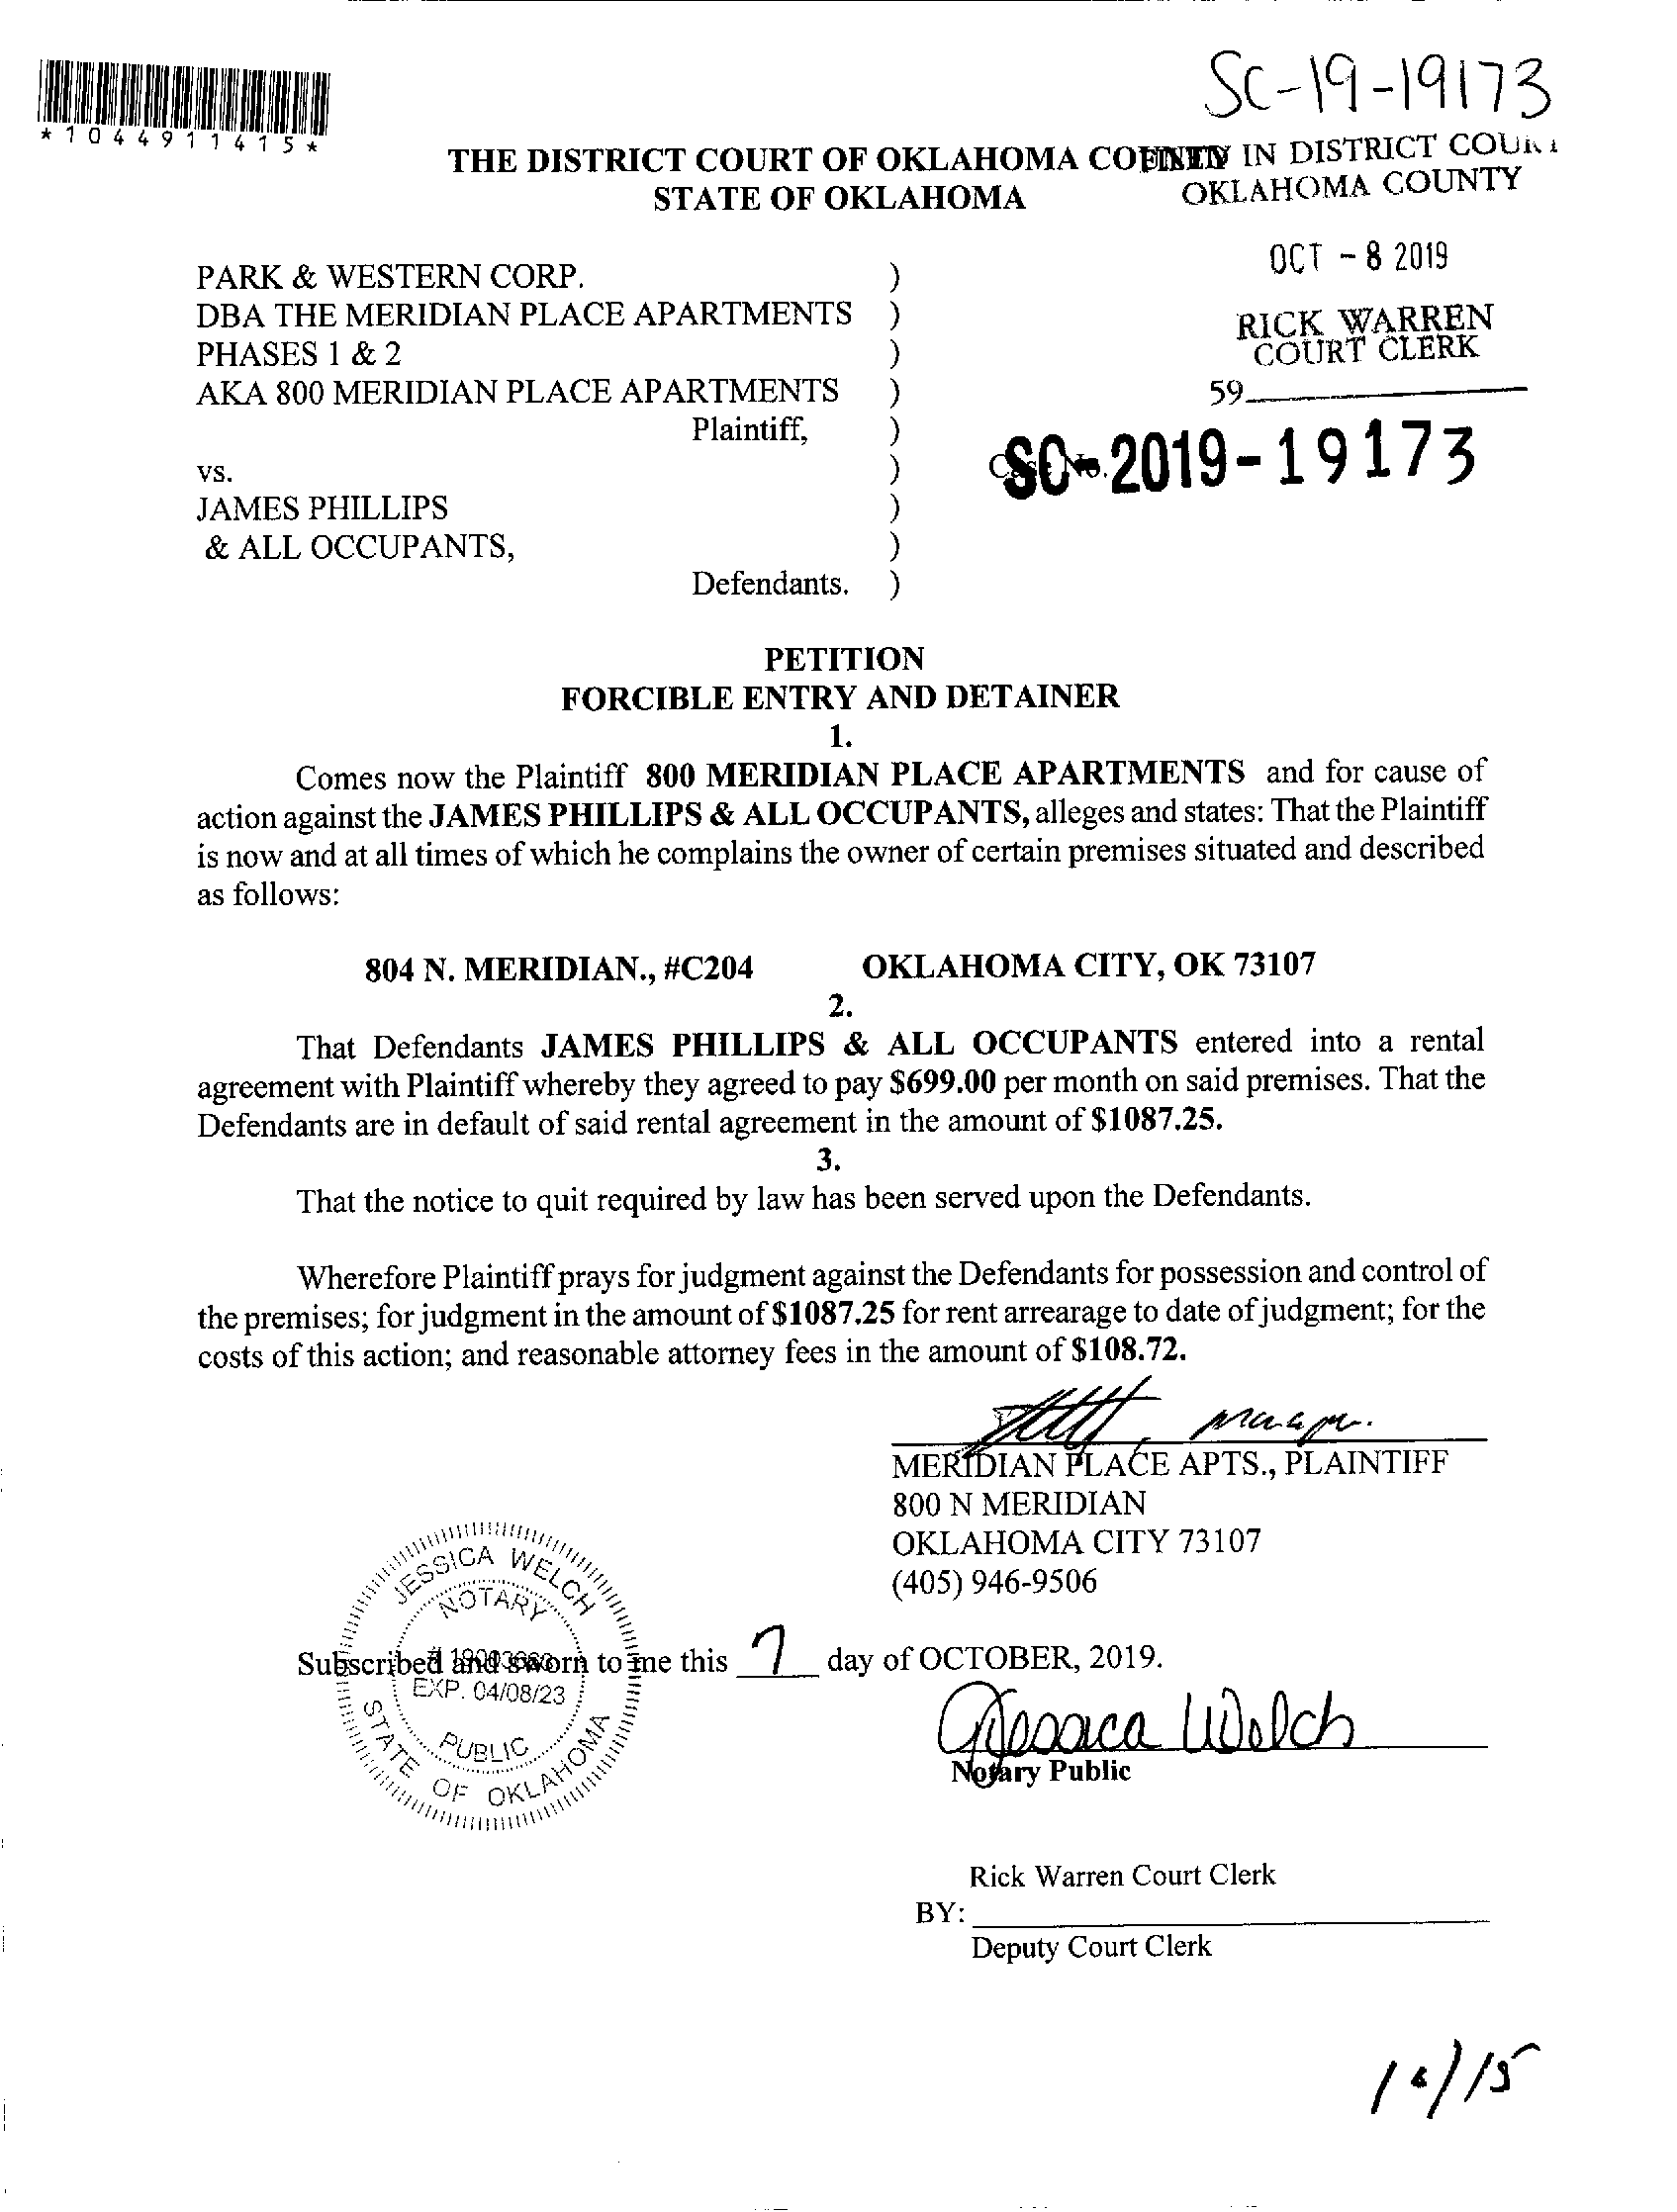 SC-19-19173
*1044911415*
THE DISTRICT COURT OF OKLAHOMA COUNTY
STATE OF OKLAHOMA
FILED IN DISTRICT COURT
OKLAHOMA COUNTY
OCT - 8 2019
RICK WARREN
COURT CLERK
59
PARK & WESTERN CORP. )
DBA THE MERIDIAN PLACE APARTMENTS )
PHASES 1 & 2 )
AKA 800 MERIDIAN PLACE APARTMENTS )
Plaintiff, )
vs. ) Case No. SC-2019-19173
JAMES PHILLIPS )
& ALL OCCUPANTS, )
Defendants. )
PETITION
FORCIBLE ENTRY AND DETAINER
1.
Comes now the Plaintiff 800 MERIDIAN PLACE APARTMENTS and for cause of
action against the JAMES PHILLIPS & ALL OCCUPANTS, alleges and states: That the Plaintiff
is now and at all times of which he complains the owner of certain premises situated and described
as follows:
804 N. MERIDIAN., #C204 OKLAHOMA CITY, OK 73107
2.
That Defendants JAMES PHILLIPS & ALL OCCUPANTS entered into a rental
agreement with Plaintiff whereby they agreed to pay $699.00 per month on said premises. That the
Defendants are in default of said rental agreement in the amount of $1087.25.
3.
That the notice to quit required by law has been served upon the Defendants.
Wherefore Plaintiff prays for judgment against the Defendants for possession and control of
the premises; for judgment in the amount of $1087.25 for rent arrearage to date of judgment; for the
costs of this action; and reasonable attorney fees in the amount of $108.72.
MERIDIAN PLACE APTS., PLAINTIFF
800 N MERIDIAN
OKLAHOMA CITY 73107
(405) 946-9506
JESSICA WELCH
NOTARY
EXP. 04/08/23
PUBLIC
STATE OF OKLAHOMA
Subscribed and sworn to me this 7 day of OCTOBER, 2019.
Jessica Welch
Notary Public
Rick Warren Court Clerk
BY:
Deputy Court Clerk
10/15